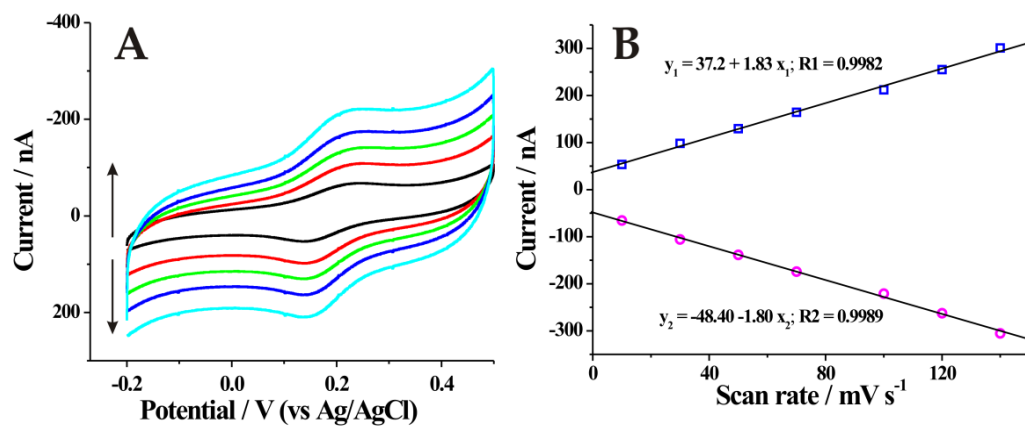 A
-400
-200
0
200
Current / nA
-0.2 0.0 0.2 0.4
Potential / V (vs Ag/AgCl)
B
300
200
100
0
-100
-200
-300
Current / nA
y₁ = 37.2 + 1.83 x₁; R1 = 0.9982
y₂ = -48.40 -1.80 x₂; R2 = 0.9989
0 40 80 120
Scan rate / mV s⁻¹